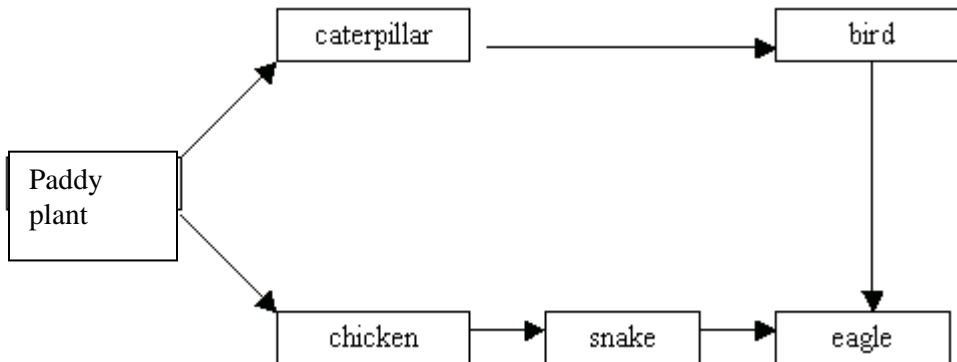 caterpillar
bird
Paddy
plant
chicken
snake
eagle